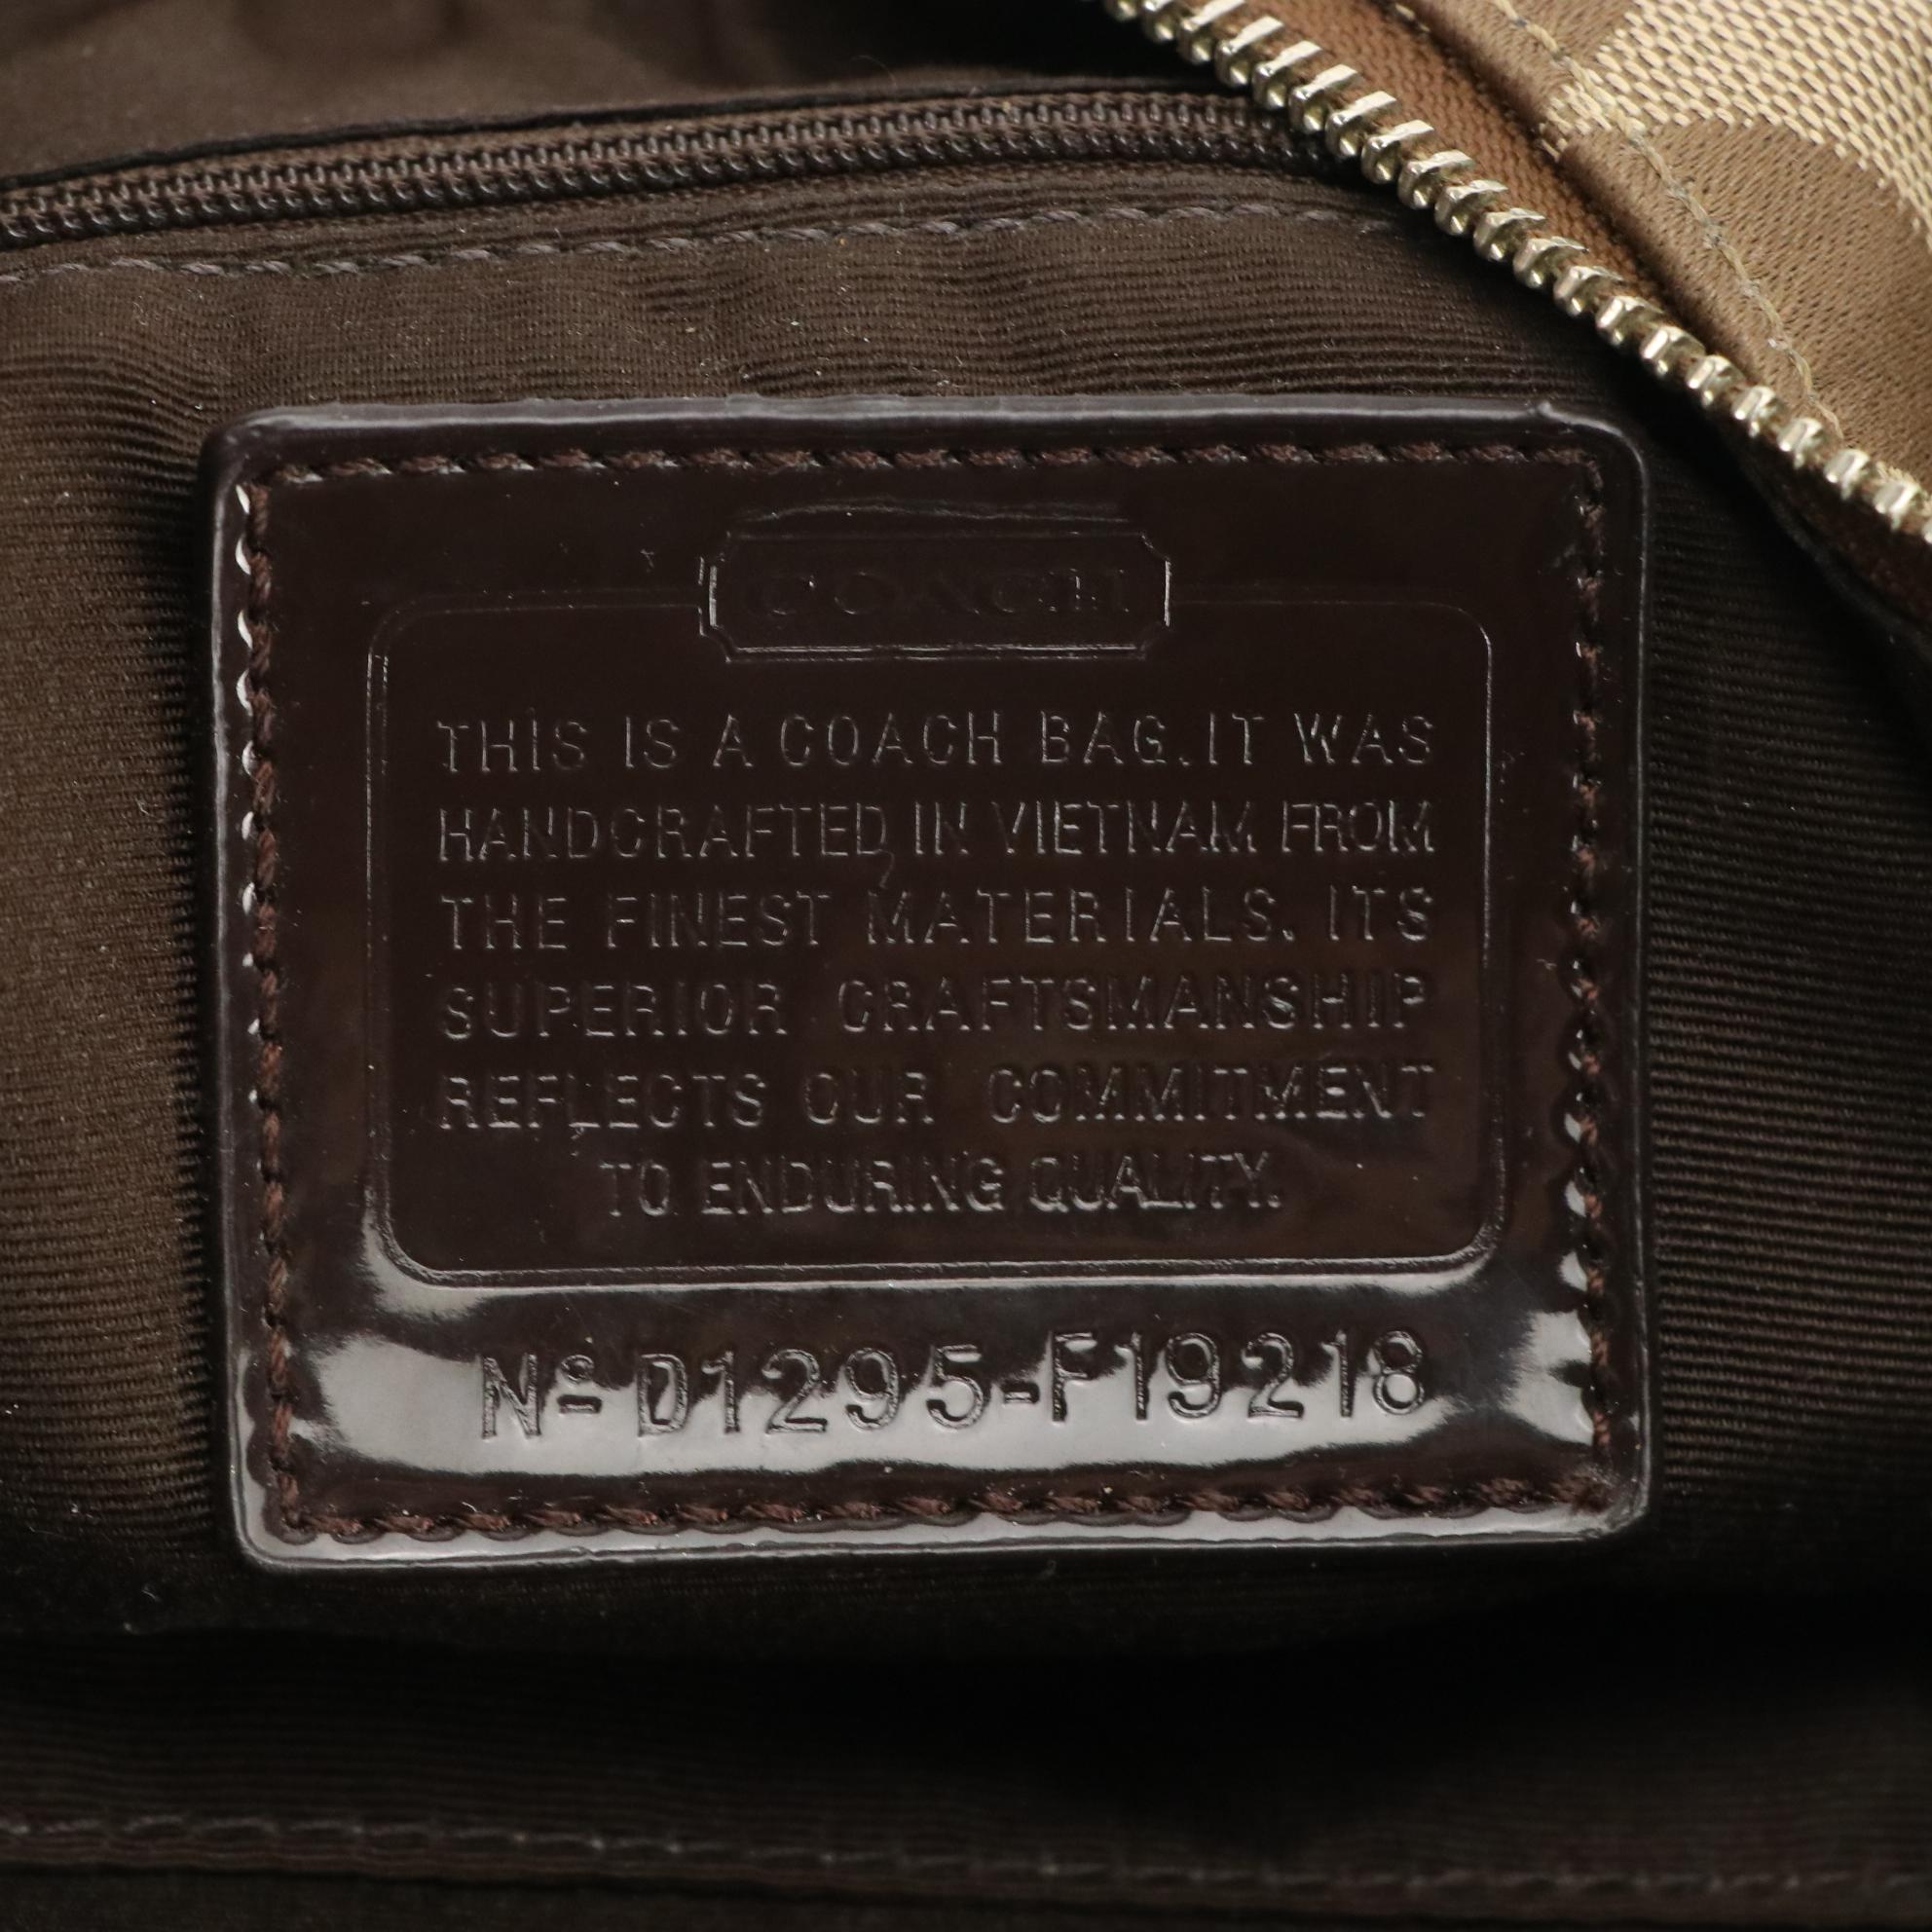 COACH
THIS IS A COACH BAG. IT WAS
HANDCRAFTED IN VIETNAM FROM
THE FINEST MATERIALS. ITS
SUPERIOR CRAFTSMANSHIP
REFLECTS OUR COMMITMENT
TO ENDURING QUALITY.
Nº D1295-F19218